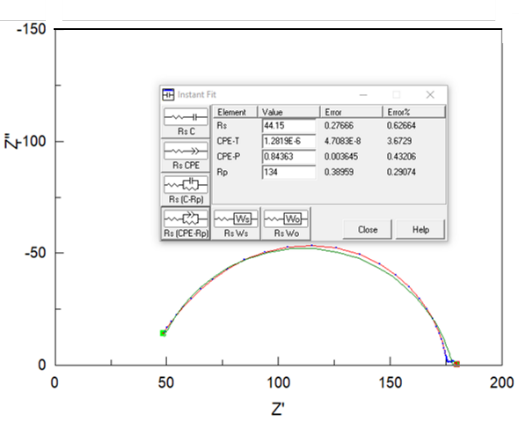 -150
Instant Fit
Element Value Error Error%
Rs 44.15 0.27666 0.62664
CPE-T 1.2819E-6 4.7083E-8 3.6729
CPE-P 0.84363 0.003645 0.43206
Rp 134 0.38959 0.29074
Rs C
Rs CPE
Rs (C-Rp)
Rs (CPE-Rp) Rs Ws Rs Wo
Ws Wo
Close Help
Z''
-100
-50
0
0 50 100 150 200
Z'